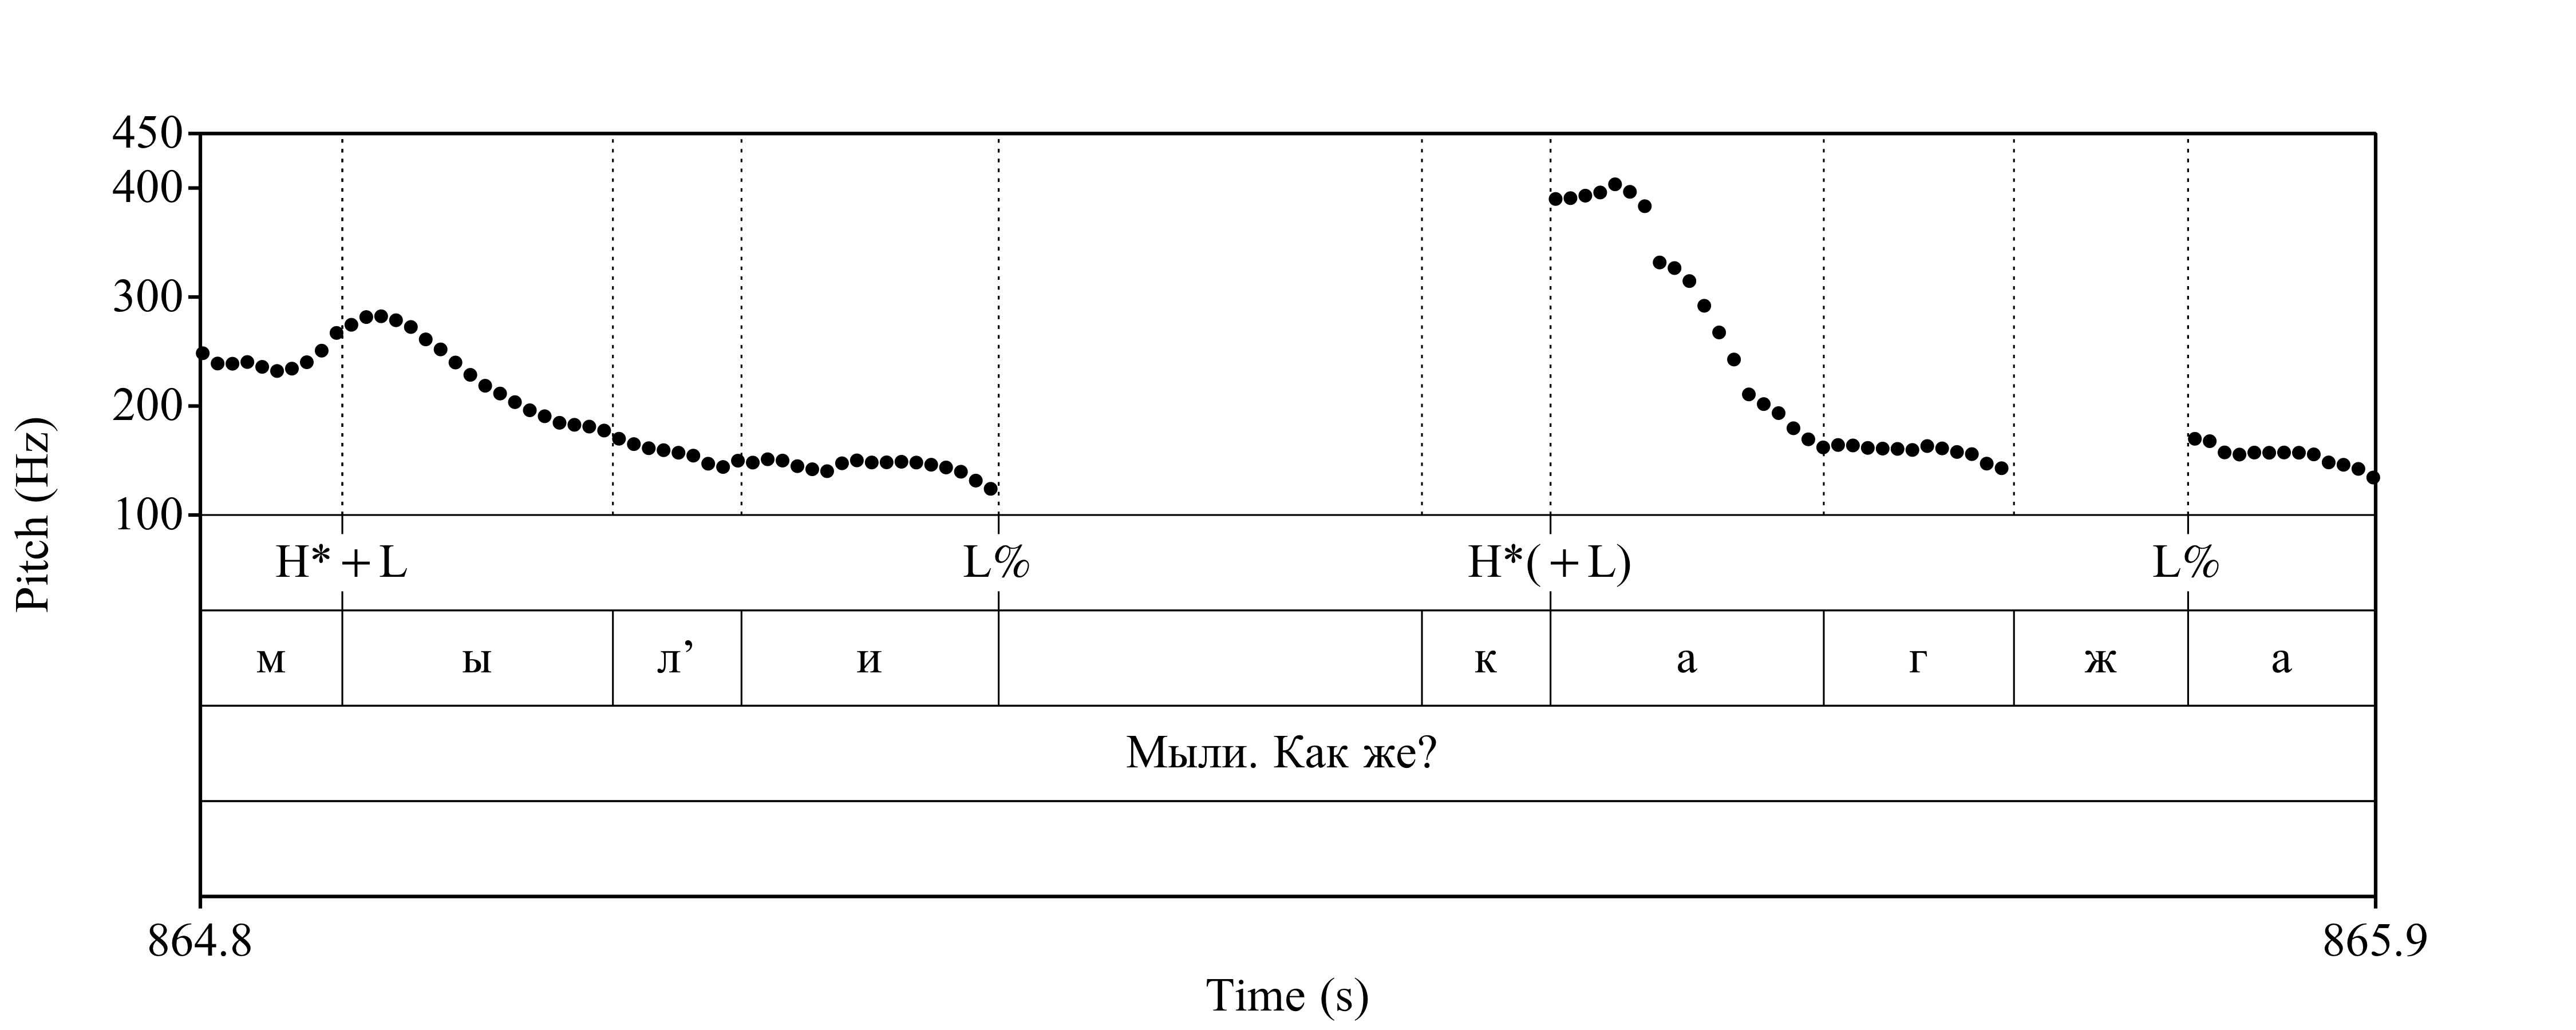 450
400
300
200
100
Pitch (Hz)
H*+L L% H*(+L) L%
м ы л’ и к а г ж а
Мыли. Как же?
864.8 865.9
Time (s)